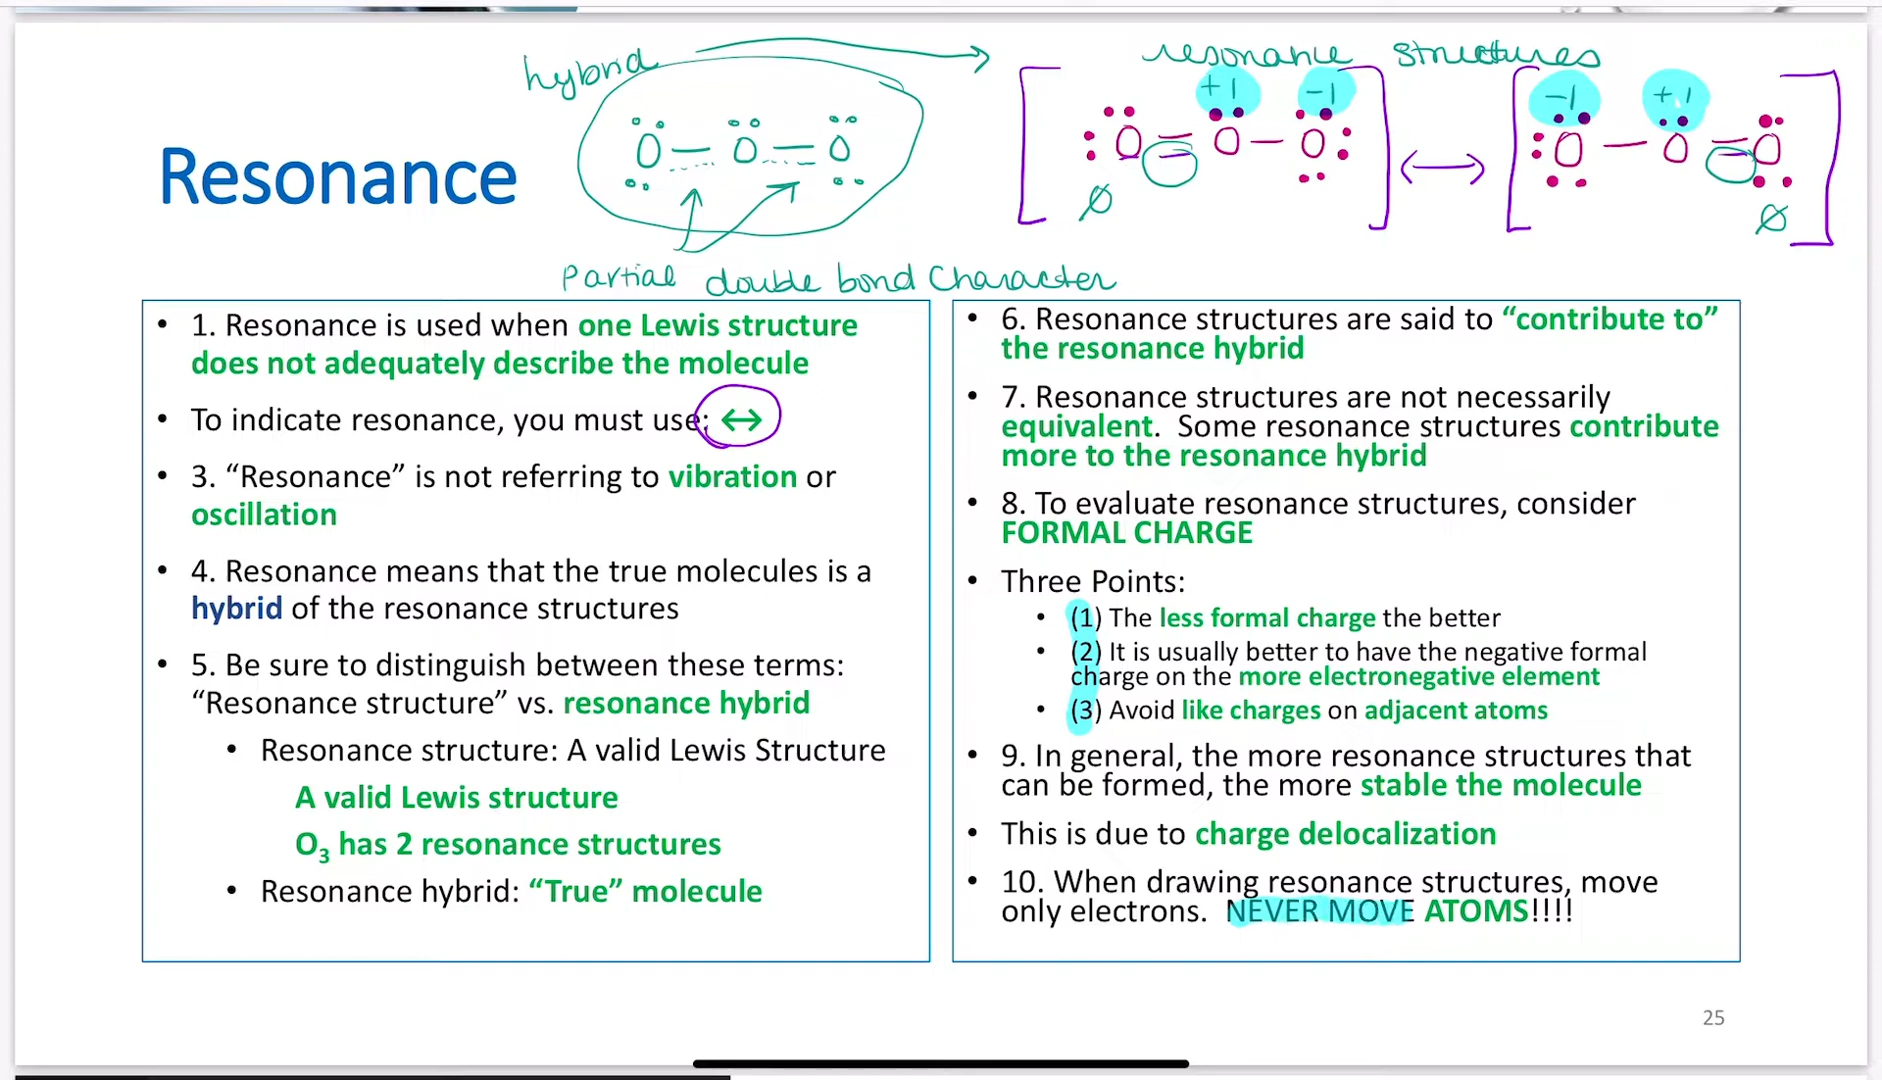 hybrid
resonance structures
+1 -1
-1 +1
O - O - O
O = O - O
↔
O - O = O
Ø
Ø
Resonance
Partial double bond Character
• 1. Resonance is used when one Lewis structure
does not adequately describe the molecule
• To indicate resonance, you must use: ↔
• 3. “Resonance” is not referring to vibration or
oscillation
• 4. Resonance means that the true molecules is a
hybrid of the resonance structures
• 5. Be sure to distinguish between these terms:
“Resonance structure” vs. resonance hybrid
• Resonance structure: A valid Lewis Structure
A valid Lewis structure
O₃ has 2 resonance structures
• Resonance hybrid: “True” molecule
• 6. Resonance structures are said to “contribute to”
the resonance hybrid
• 7. Resonance structures are not necessarily
equivalent. Some resonance structures contribute
more to the resonance hybrid
• 8. To evaluate resonance structures, consider
FORMAL CHARGE
• Three Points:
• (1) The less formal charge the better
• (2) It is usually better to have the negative formal
charge on the more electronegative element
• (3) Avoid like charges on adjacent atoms
• 9. In general, the more resonance structures that
can be formed, the more stable the molecule
• This is due to charge delocalization
• 10. When drawing resonance structures, move
only electrons. NEVER MOVE ATOMS!!!!
25